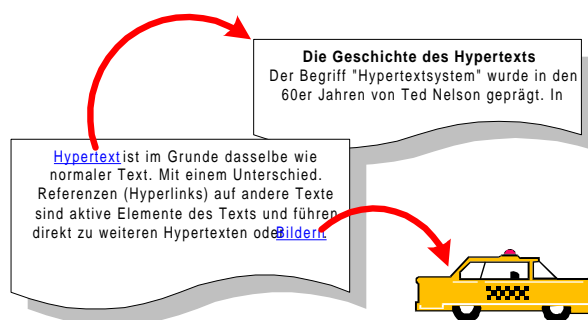 Die Geschichte des Hypertexts
Der Begriff "Hypertextsystem" wurde in den
60er Jahren von Ted Nelson geprägt. In
Hypertext ist im Grunde dasselbe wie
normaler Text. Mit einem Unterschied.
Referenzen (Hyperlinks) auf andere Texte
sind aktive Elemente des Texts und führen
direkt zu weiteren Hypertexten oder Bildern.